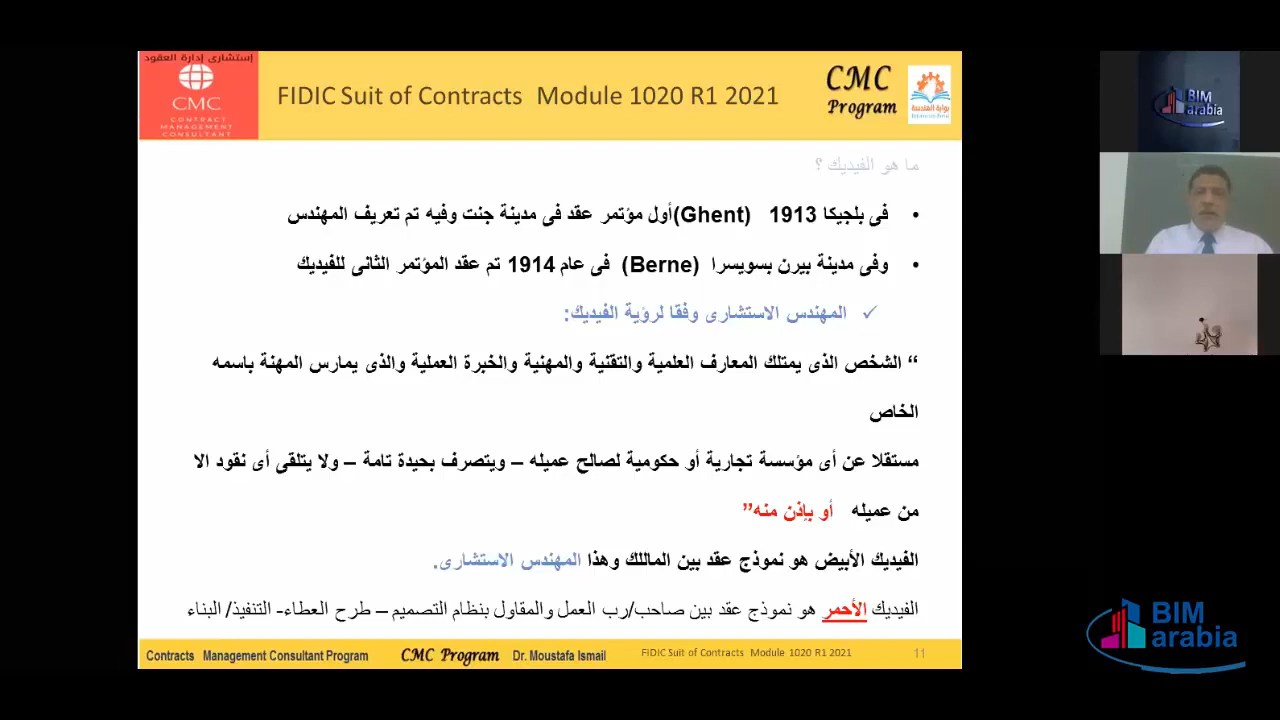 إستشارى إدارة العقود
CMC
CONTRACT
MANAGEMENT
CONSULTANT
FIDIC Suit of Contracts Module 1020 R1 2021
CMC
Program
بوابة الهندسة
ما هو الفيديك ؟
• فى بلجيكا 1913 (Ghent)أول مؤتمر عقد فى مدينة جنت وفيه تم تعريف المهندس
• وفى مدينة بيرن بسويسرا (Berne) فى عام 1914 تم عقد المؤتمر الثانى للفيديك
✓ المهندس الاستشارى وفقا لرؤية الفيديك:
“ الشخص الذى يمتلك المعارف العلمية والتقنية والمهنية والخبرة العملية والذى يمارس المهنة باسمه
الخاص
مستقلا عن أى مؤسسة تجارية أو حكومية لصالح عميله – ويتصرف بحيدة تامة – ولا يتلقى أى نقود الا
من عميله أو بإذن منه”
الفيديك الأبيض هو نموذج عقد بين الماللك وهذا المهندس الاستشارى.
الفيديك الأحمر هو نموذج عقد بين صاحب/رب العمل والمقاول بنظام التصميم – طرح العطاء- التنفيذ/ البناء
Contracts Management Consultant Program CMC Program Dr. Moustafa Ismail FIDIC Suit of Contracts Module 1020 R1 2021 11
BIM
arabia
BIM
arabia